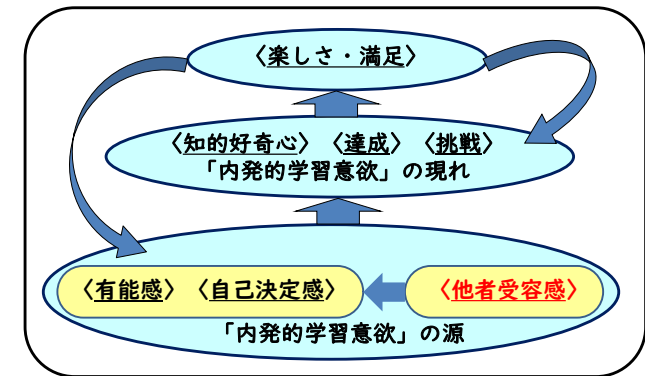 〈楽しさ・満足〉
〈知的好奇心〉〈達成〉〈挑戦〉
「内発的学習意欲」の現れ
〈有能感〉〈自己決定感〉 〈他者受容感〉
「内発的学習意欲」の源